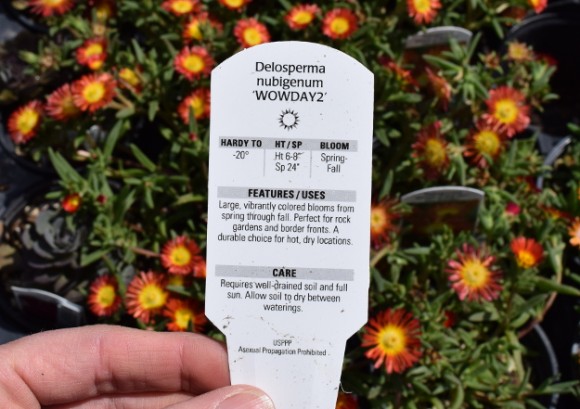 Delosperma
nubigenum
'WOWDAY2'
HARDY TO HT/SP BLOOM
-20° Ht 6-8" Spring-
Sp 24" Fall
FEATURES/USES
Large, vibrantly colored blooms from
spring through fall. Perfect for rock
gardens and border fronts. A
durable choice for hot, dry locations.
CARE
Requires well-drained soil and full
sun. Allow soil to dry between
waterings.
USPPP
Asexual Propagation Prohibited